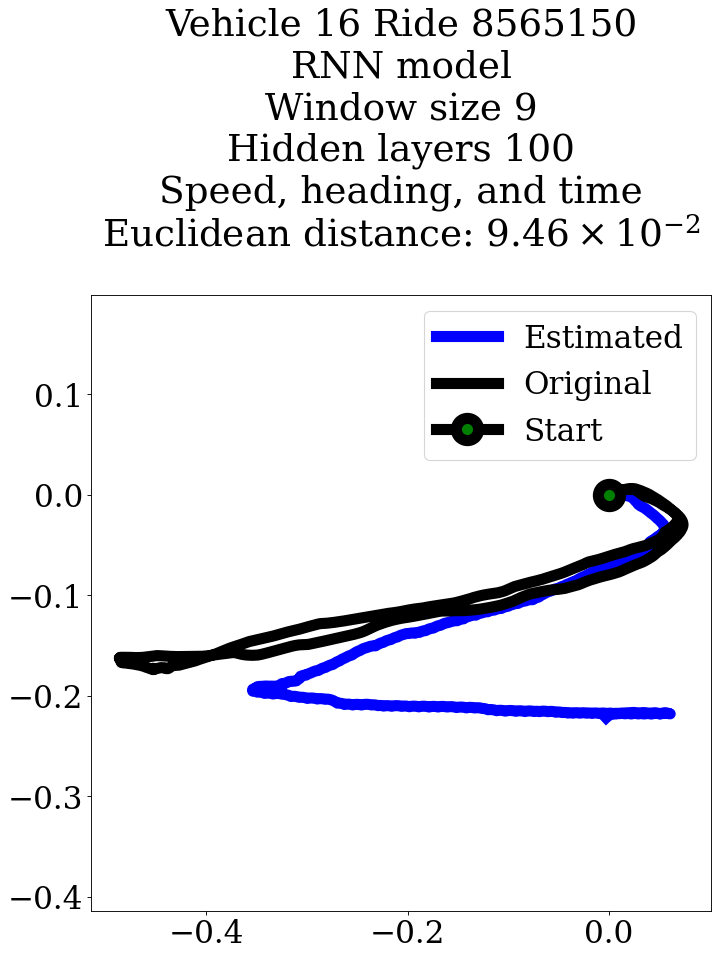 Vehicle 16 Ride 8565150
RNN model
Window size 9
Hidden layers 100
Speed, heading, and time
Euclidean distance: 9.46 × 10⁻²
Estimated
Original
Start
0.1
0.0
−0.1
−0.2
−0.3
−0.4
−0.4 −0.2 0.0